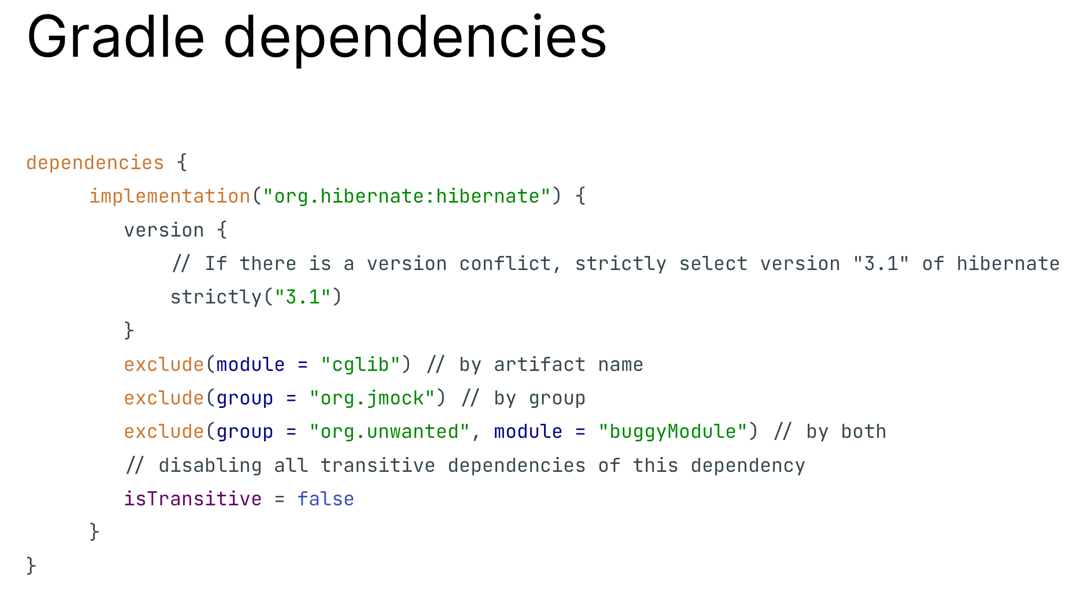 Gradle dependencies
dependencies {
implementation("org.hibernate:hibernate") {
version {
// If there is a version conflict, strictly select version "3.1" of hibernate
strictly("3.1")
}
exclude(module = "cglib") // by artifact name
exclude(group = "org.jmock") // by group
exclude(group = "org.unwanted", module = "buggyModule") // by both
// disabling all transitive dependencies of this dependency
isTransitive = false
}
}